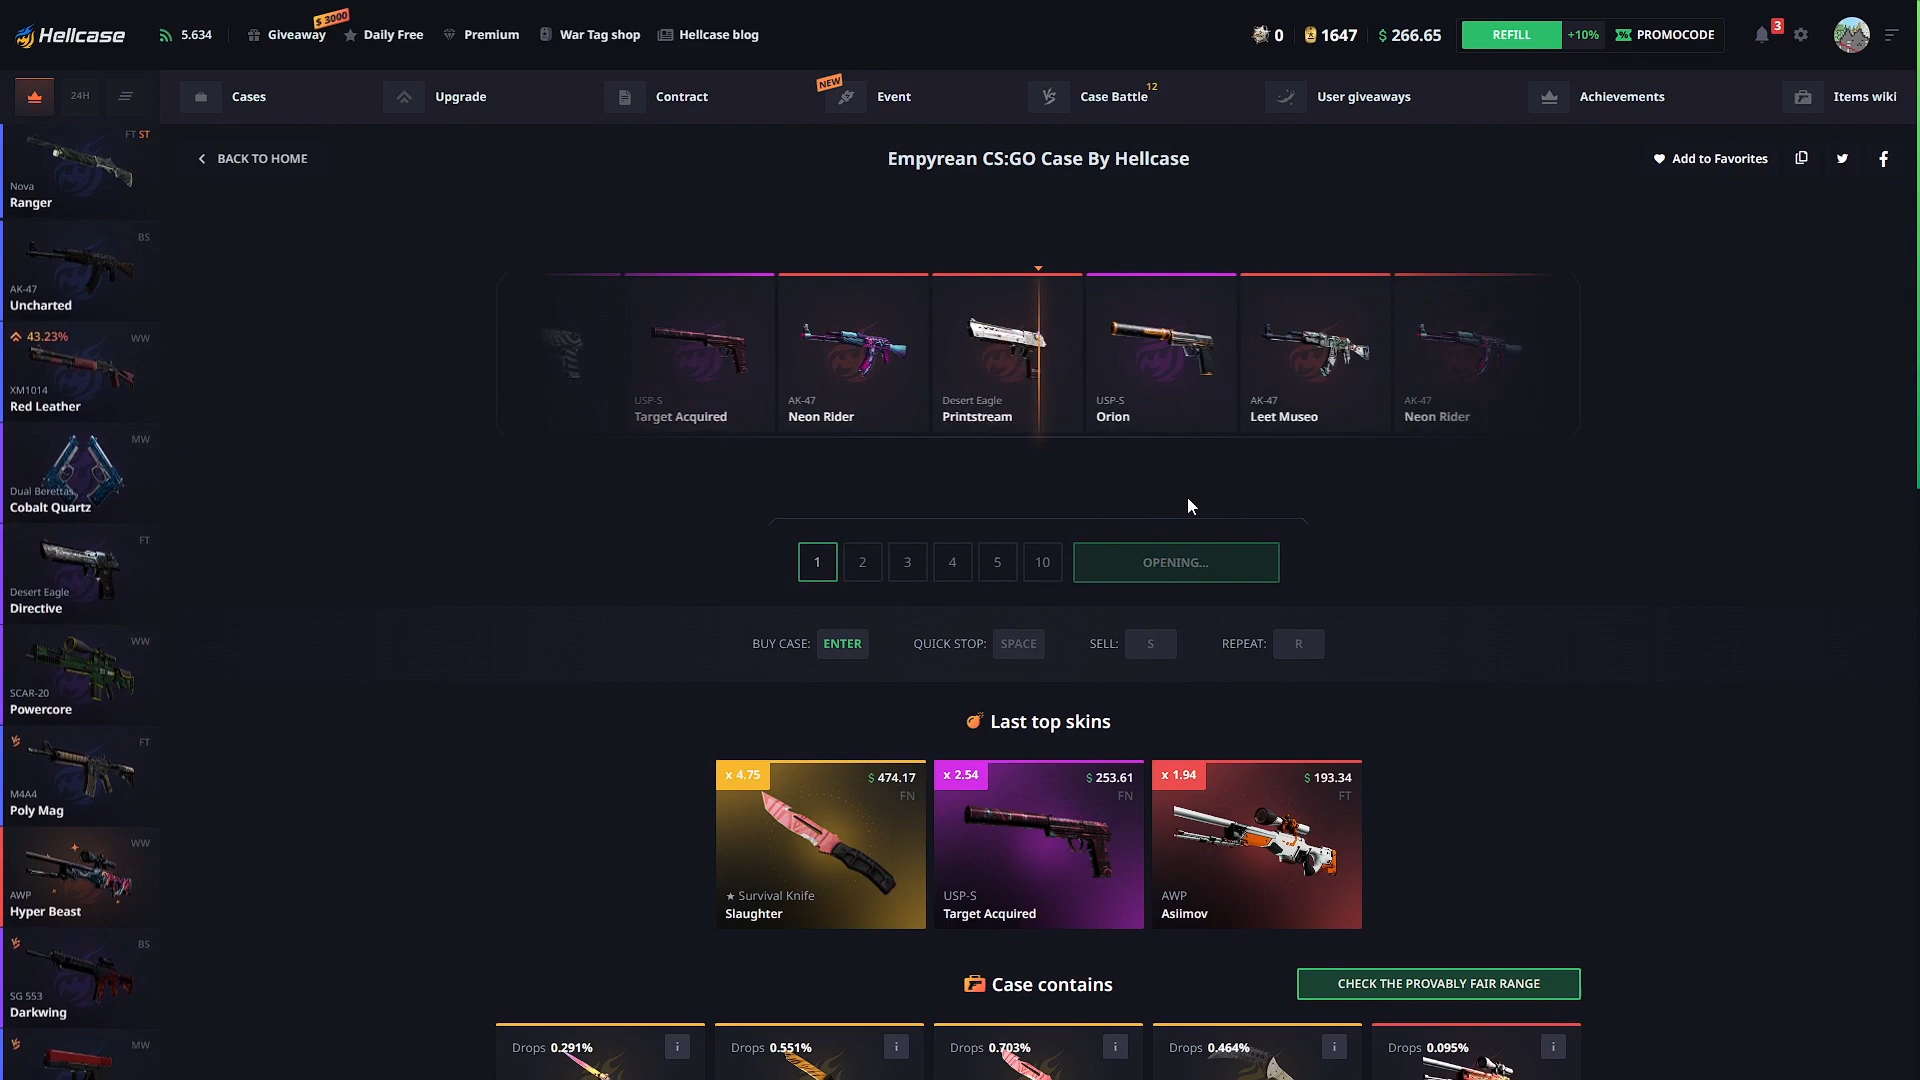 Hellcase
5.634
Giveaway
$ 3000
Daily Free
Premium
War Tag shop
Hellcase blog
0
1647
$ 266.65
REFILL
+10%
PROMOCODE
3
24H
Cases
Upgrade
Contract
NEW
Event
Case Battle
12
User giveaways
Achievements
Items wiki
BACK TO HOME
Empyrean CS:GO Case By Hellcase
Add to Favorites
FT ST
Nova
Ranger
BS
AK-47
Uncharted
43.23%
WW
XM1014
Red Leather
MW
Dual Berettas
Cobalt Quartz
FT
Desert Eagle
Directive
WW
SCAR-20
Powercore
FT
M4A4
Poly Mag
WW
AWP
Hyper Beast
BS
SG 553
Darkwing
MW
USP-S
Target Acquired
AK-47
Neon Rider
Desert Eagle
Printstream
USP-S
Orion
AK-47
Leet Museo
AK-47
Neon Rider
1
2
3
4
5
10
OPENING...
BUY CASE: ENTER
QUICK STOP: SPACE
SELL: S
REPEAT: R
Last top skins
x 4.75
$ 474.17
FN
★ Survival Knife
Slaughter
x 2.54
$ 253.61
FN
USP-S
Target Acquired
x 1.94
$ 193.34
FT
AWP
Asiimov
Case contains
CHECK THE PROVABLY FAIR RANGE
Drops 0.291%
i
Drops 0.551%
i
Drops 0.703%
i
Drops 0.464%
i
Drops 0.095%
i